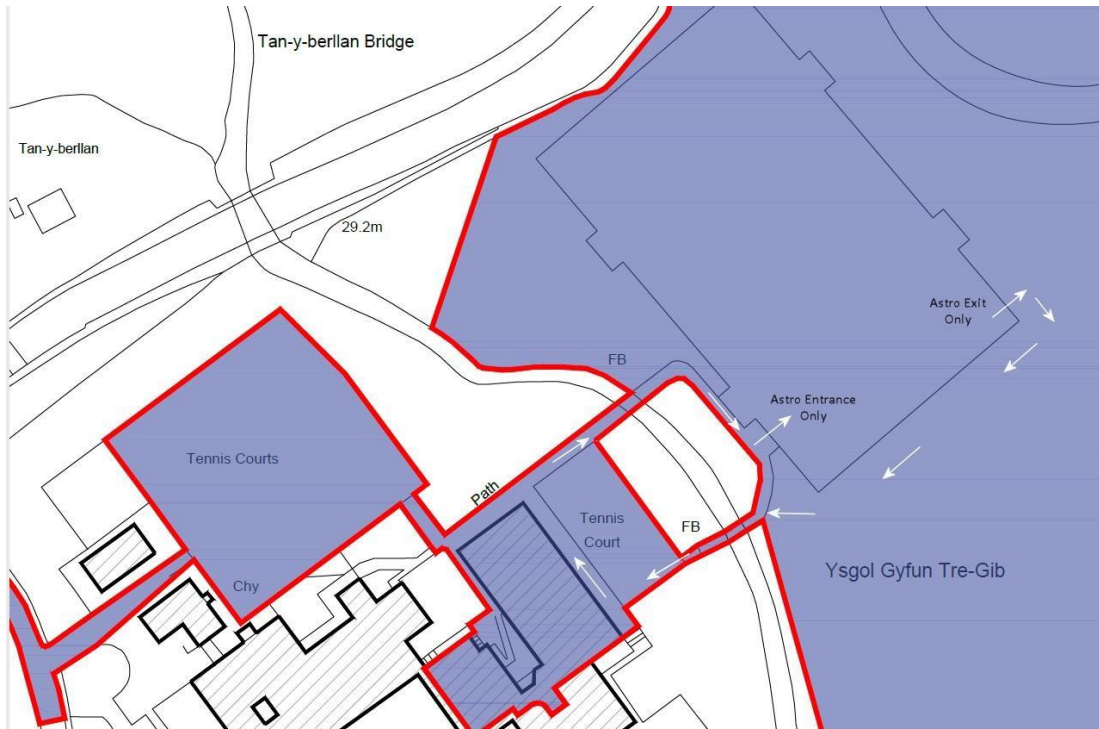 Tan-y-berllan Bridge
Tan-y-berllan
29.2m
Astro Exit
Only
FB
Astro Entrance
Only
Tennis Courts
Path
Tennis
Court
FB
Ysgol Gyfun Tre-Gib
Chy